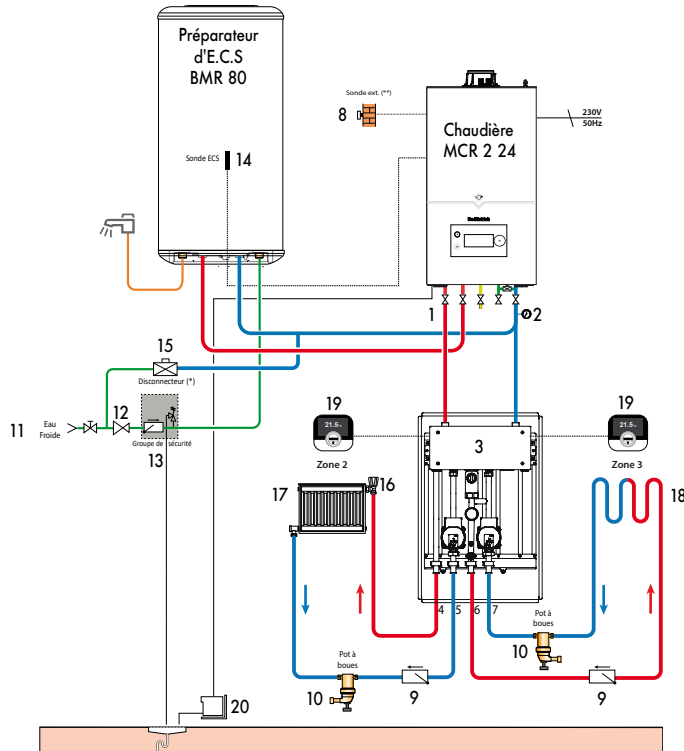 Préparateur
d'E.C.S
BMR 80
Sonde ext. (**)
8
230V
50Hz
Chaudière
MCR 2 24
Sonde ECS
14
De Dietrich
1
2
15
Disconnecteur (*)
11
Eau
Froide
12
Groupe de sécurité
13
19
21.5
Zone 2
3
19
21.5
Zone 3
17
16
18
4
5
6
7
Pot à
boues
10
9
Pot à
boues
10
9
20